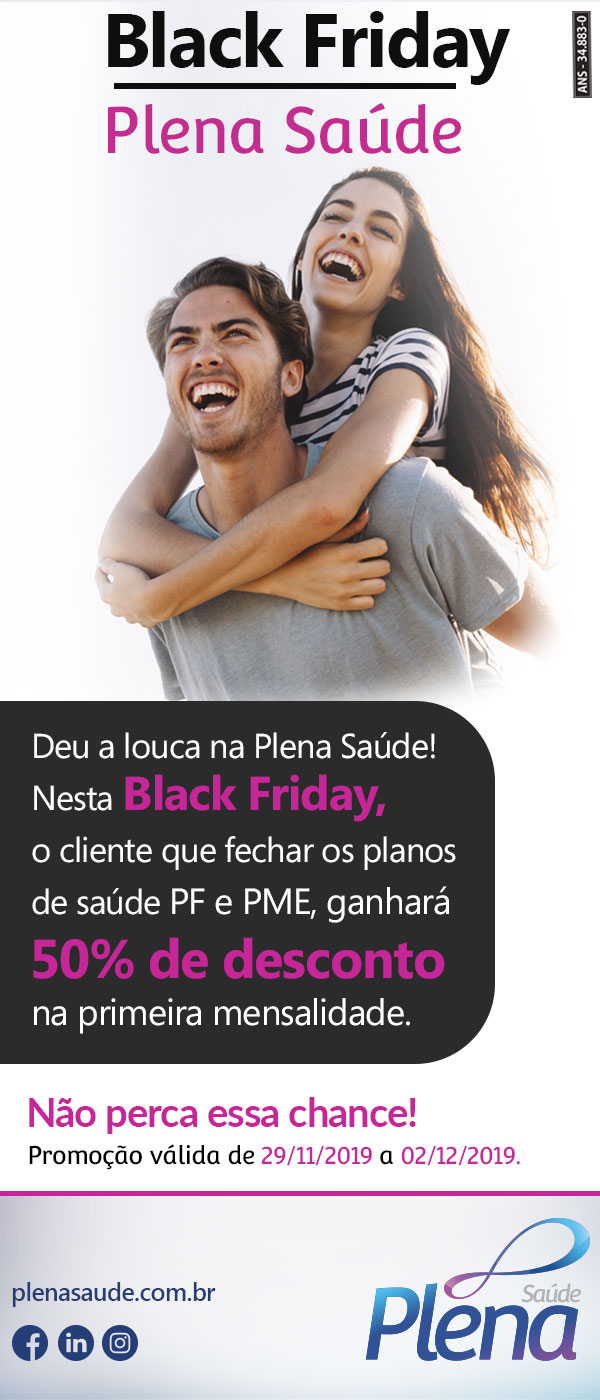 Black Friday
ANS - 34.883-0
Plena Saúde
Deu a louca na Plena Saúde!
Nesta Black Friday,
o cliente que fechar os planos
de saúde PF e PME, ganhará
50% de desconto
na primeira mensalidade.
Não perca essa chance!
Promoção válida de 29/11/2019 a 02/12/2019.
plenasaude.com.br
Saúde
Plena